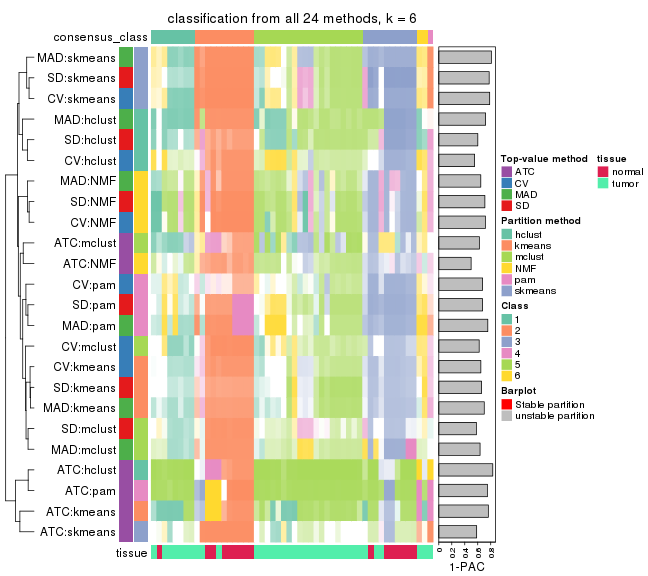 classification from all 24 methods, k = 6
consensus_class
MAD:skmeans
SD:skmeans
CV:skmeans
MAD:hclust
SD:hclust
CV:hclust
MAD:NMF
SD:NMF
CV:NMF
ATC:mclust
ATC:NMF
CV:pam
SD:pam
MAD:pam
CV:mclust
CV:kmeans
SD:kmeans
MAD:kmeans
SD:mclust
MAD:mclust
ATC:hclust
ATC:pam
ATC:kmeans
ATC:skmeans
tissue
0 0.2 0.4 0.6 0.8
1-PAC
Top-value method
ATC
CV
MAD
SD
Partition method
hclust
kmeans
mclust
NMF
pam
skmeans
Class
1
2
3
4
5
6
Barplot
Stable partition
unstable partition
tissue
normal
tumor